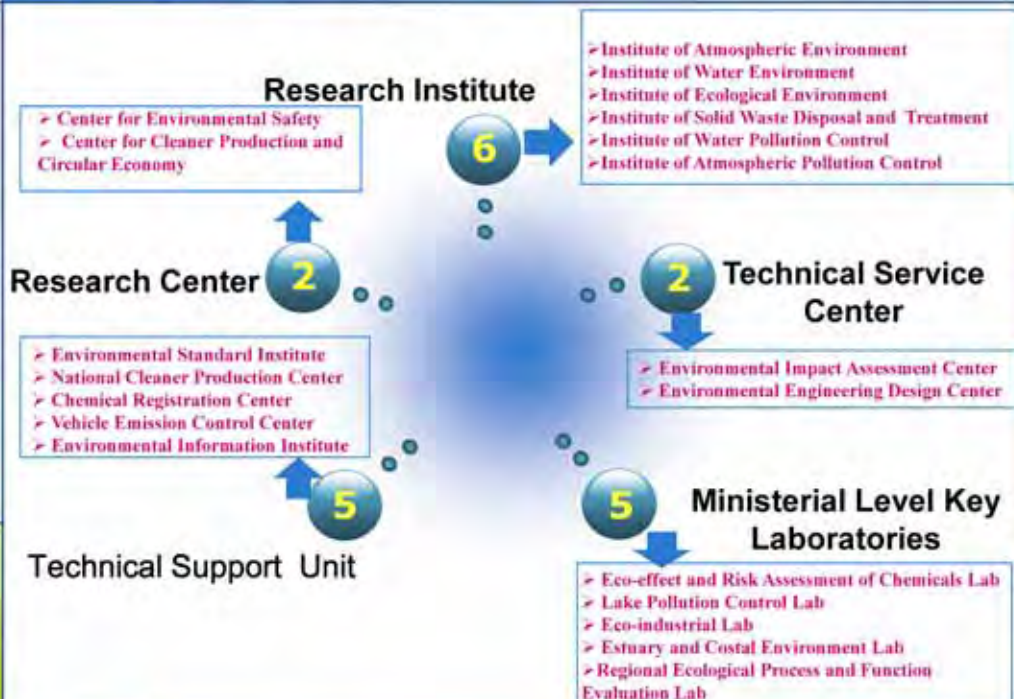 Research Institute
6
➢Institute of Atmospheric Environment
➢Institute of Water Environment
➢Institute of Ecological Environment
➢Institute of Solid Waste Disposal and Treatment
➢Institute of Water Pollution Control
➢Institute of Atmospheric Pollution Control
➢ Center for Environmental Safety
➢ Center for Cleaner Production and
Circular Economy
Research Center
2
2
Technical Service
Center
➢ Environmental Impact Assessment Center
➢ Environmental Engineering Design Center
➢ Environmental Standard Institute
➢ National Cleaner Production Center
➢ Chemical Registration Center
➢ Vehicle Emission Control Center
➢ Environmental Information Institute
5
Technical Support Unit
5
Ministerial Level Key
Laboratories
➢ Eco-effect and Risk Assessment of Chemicals Lab
➢ Lake Pollution Control Lab
➢ Eco-industrial Lab
➢ Estuary and Costal Environment Lab
➢Regional Ecological Process and Function
Evaluation Lab